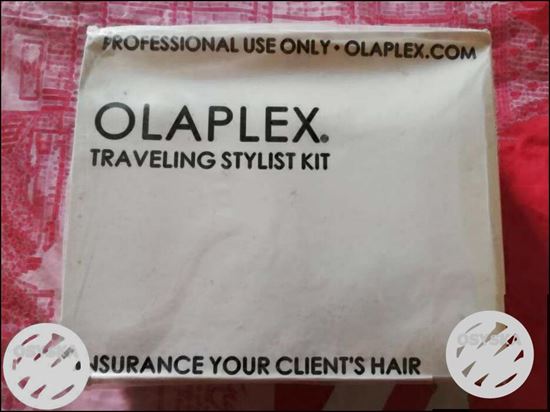 PROFESSIONAL USE ONLY • OLAPLEX.COM
OLAPLEX®
TRAVELING STYLIST KIT
NSURANCE YOUR CLIENT'S HAIR